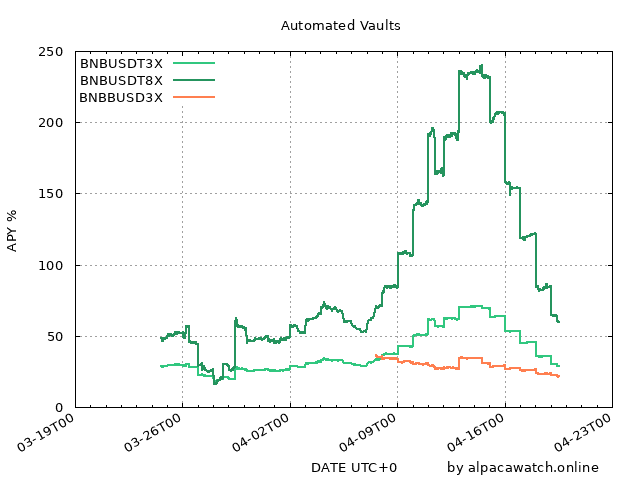 Automated Vaults
BNBUSDT3X
BNBUSDT8X
BNBBUSD3X
APY %
250
200
150
100
50
0
03-19T00
03-26T00
04-02T00
04-09T00
04-16T00
04-23T00
DATE UTC+0
by alpacawatch.online